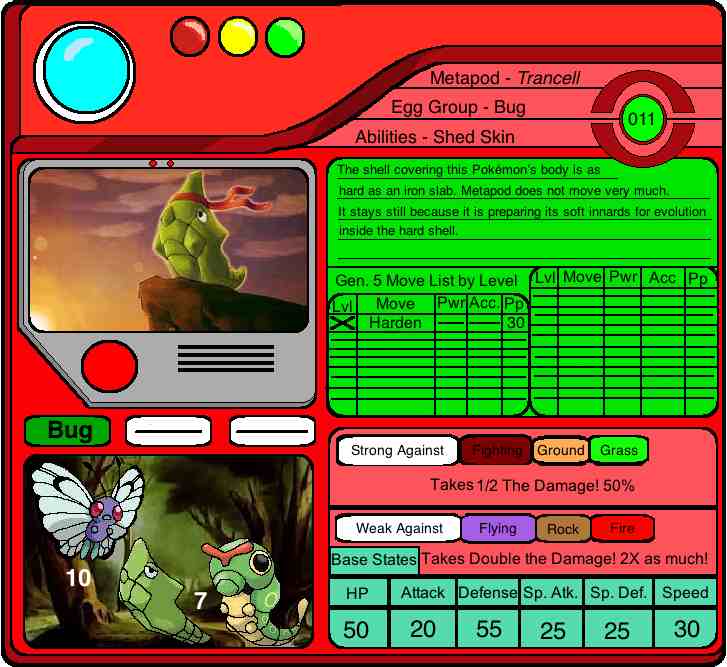 Metapod - Trancell
Egg Group - Bug
Abilities - Shed Skin
011
The shell covering this Pokémon's body is as
hard as an iron slab. Metapod does not move very much.
It stays still because it is preparing its soft innards for evolution
inside the hard shell.
Gen. 5 Move List by Level
Lvl Move Pwr Acc. Pp
Harden 30
Lvl Move Pwr Acc Pp
Bug
Strong Against Fighting Ground Grass
Takes 1/2 The Damage! 50%
Weak Against Flying Rock Fire
Base States Takes Double the Damage! 2X as much!
HP Attack Defense Sp. Atk. Sp. Def. Speed
50 20 55 25 25 30
10
7